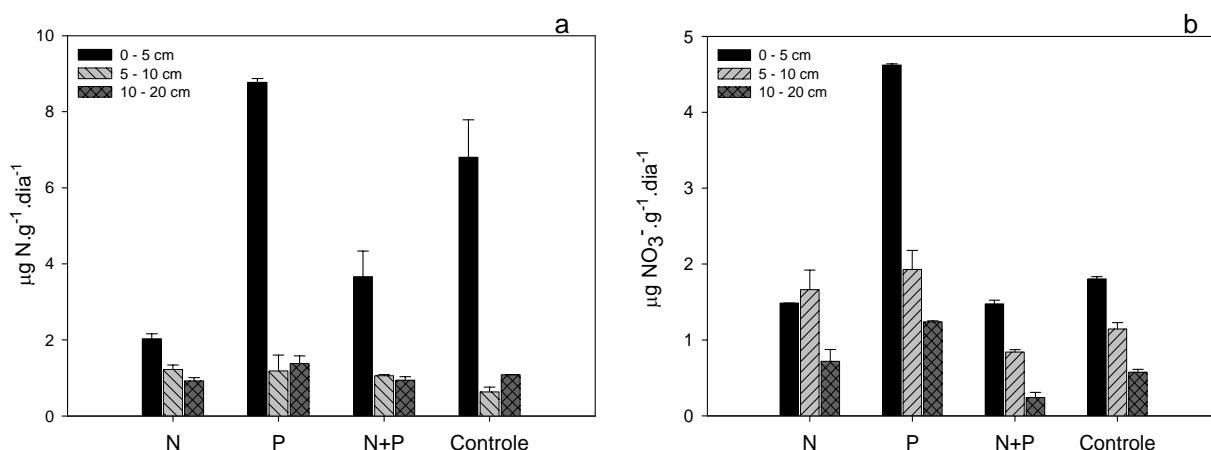 a
10
8
6
4
2
0
µg N.g⁻¹.dia⁻¹
0 - 5 cm
5 - 10 cm
10 - 20 cm
N P N+P Controle
b
5
4
3
2
1
0
µg NO₃⁻.g⁻¹.dia⁻¹
0 - 5 cm
5 - 10 cm
10 - 20 cm
N P N+P Controle